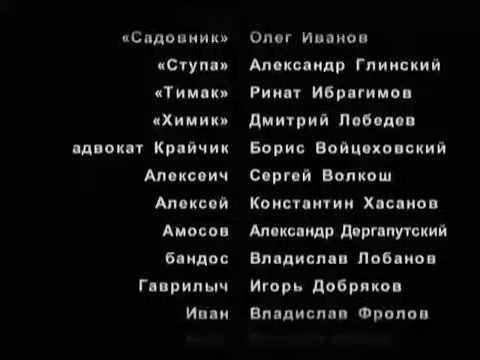 «Садовник» Олег Иванов
«Ступа» Александр Глинский
«Тимак» Ринат Ибрагимов
«Химик» Дмитрий Лебедев
адвокат Крайчик Борис Войцеховский
Алексеич Сергей Волкош
Алексей Константин Хасанов
Амосов Александр Дергапутский
бандос Владислав Лобанов
Гаврилыч Игорь Добряков
Иван Владислав Фролов